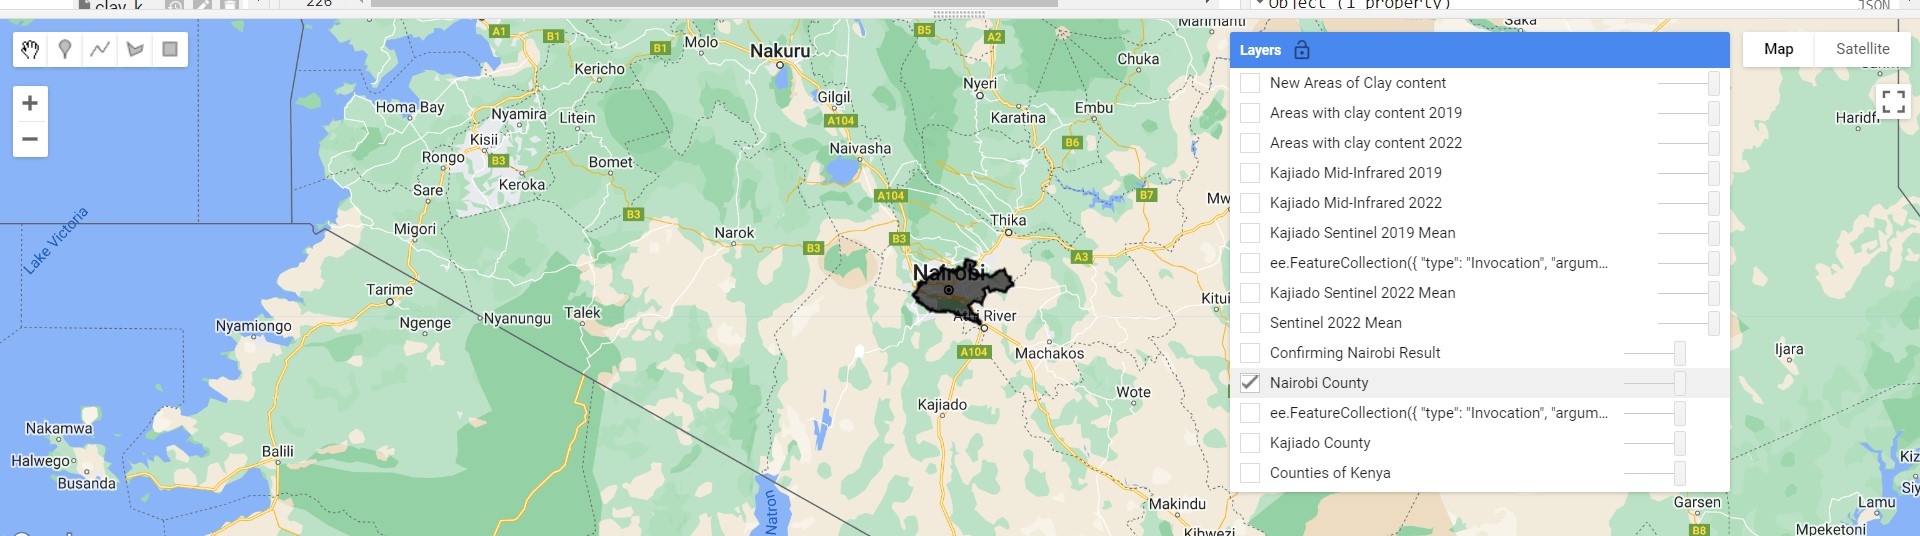 clay_k
226
Object (1 property)
JSON
Layers
New Areas of Clay content
Areas with clay content 2019
Areas with clay content 2022
Kajiado Mid-Infrared 2019
Kajiado Mid-Infrared 2022
Kajiado Sentinel 2019 Mean
ee.FeatureCollection({ "type": "Invocation", "argum...
Kajiado Sentinel 2022 Mean
Sentinel 2022 Mean
Confirming Nairobi Result
Nairobi County
ee.FeatureCollection({ "type": "Invocation", "argum...
Kajiado County
Counties of Kenya
Map
Satellite
A1
B1
B1
Molo
Nakuru
B5
A2
Marimanti
Saka
Kericho
Chuka
Nyeri
Gilgil
Homa Bay
Nyamira
Litein
A104
Karatina
Embu
Haridh
Kisii
Naivasha
B6
Rongo
B3
Bomet
Keroka
Sare
A104
B7
Mw
B3
Migori
Narok
B3
B3
Thika
A3
Lake Victoria
Nairobi
Tarime
Kitui
Nyamiongo
Ngenge
Nyanungu
Talek
Athi River
A104
Machakos
Ijara
Wote
Kajiado
Nakamwa
Halwego
Busanda
Balili
Natron
Makindu
Kibwezi
Garsen
B8
Kiz
Siy
Lamu
Mpeketoni